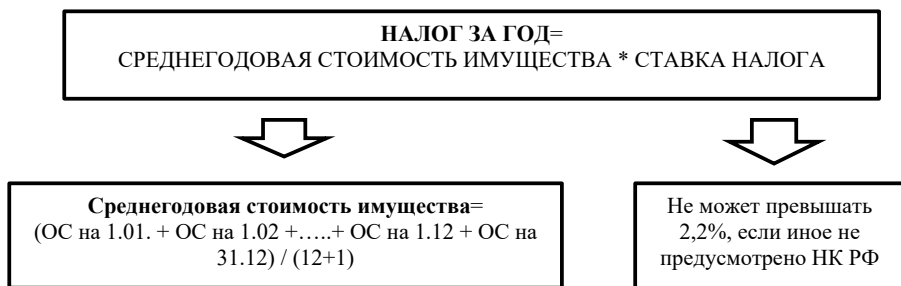 НАЛОГ ЗА ГОД=
СРЕДНЕГОДОВАЯ СТОИМОСТЬ ИМУЩЕСТВА * СТАВКА НАЛОГА
Среднегодовая стоимость имущества=
(ОС на 1.01. + ОС на 1.02 +…..+ ОС на 1.12 + ОС на
31.12) / (12+1)
Не может превышать
2,2%, если иное не
предусмотрено НК РФ